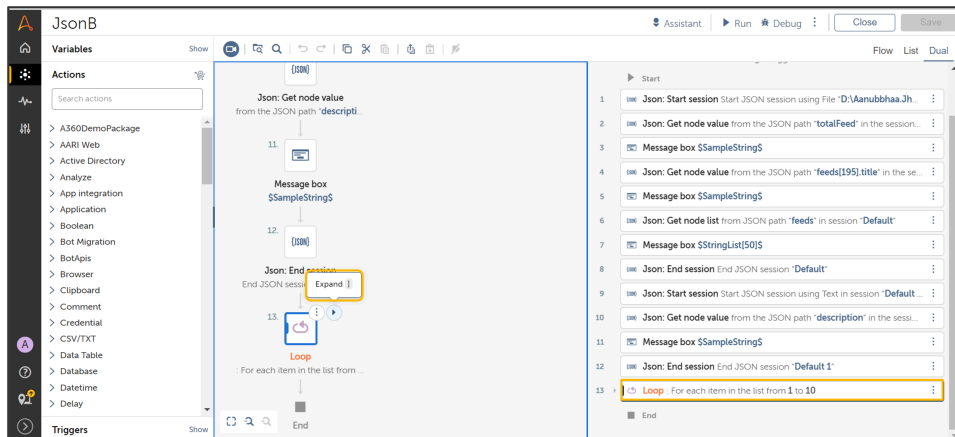 JsonB
Assistant
Run
Debug
Close
Save
Variables
Show
Flow
List
Dual
Actions
Search actions
A360DemoPackage
AARI Web
Active Directory
Analyze
App integration
Application
Boolean
Bot Migration
BotApis
Browser
Clipboard
Comment
Credential
CSV/TXT
Data Table
Database
Datetime
Delay
Triggers
Show
{JSON}
Json: Get node value
from the JSON path "descripti...
11.
Message box
$SampleString$
12.
{JSON}
Json: End session
End JSON sessi
Expand ]
13.
Loop
: For each item in the list from ...
End
Start
1 Json: Start session Start JSON session using File "D:\Aanubbhaa.Jh...
2 Json: Get node value from the JSON path "totalFeed" in the session...
3 Message box $SampleString$
4 Json: Get node value from the JSON path "feeds[195].title" in the se...
5 Message box $SampleString$
6 Json: Get node list from JSON path "feeds" in session "Default"
7 Message box $StringList[50]$
8 Json: End session End JSON session "Default"
9 Json: Start session Start JSON session using Text in session "Default ...
10 Json: Get node value from the JSON path "description" in the sessi...
11 Message box $SampleString$
12 Json: End session End JSON session "Default 1"
13 Loop : For each item in the list from 1 to 10
End
A